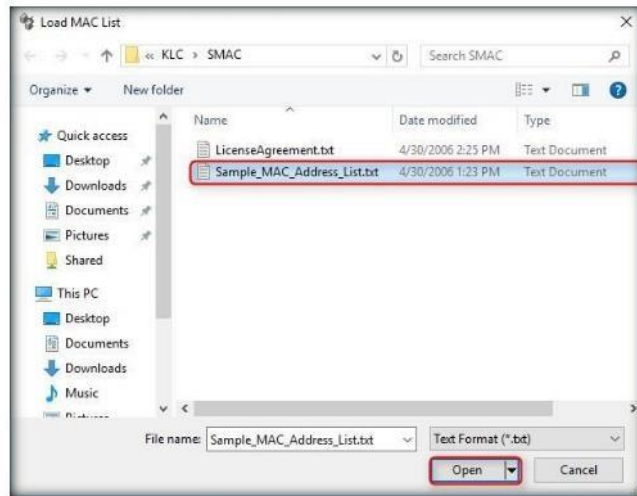 Load MAC List
« KLC › SMAC
Search SMAC
Organize
New folder
Name
Date modified
Type
Quick access
Desktop
Downloads
Documents
Pictures
Shared
This PC
Desktop
Documents
Downloads
Music
LicenseAgreement.txt 4/30/2006 2:25 PM Text Document
Sample_MAC_Address_List.txt 4/30/2006 1:23 PM Text Document
File name: Sample_MAC_Address_List.txt
Text Format (*.txt)
Open
Cancel